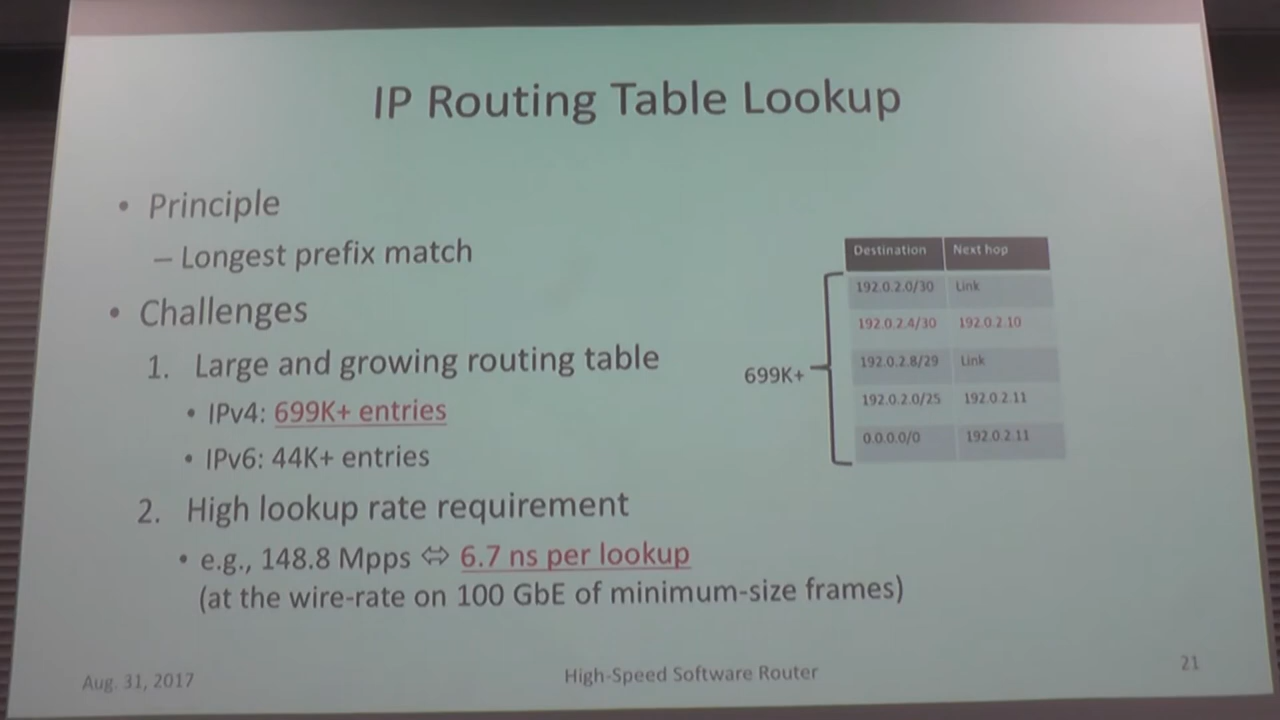 IP Routing Table Lookup
• Principle
– Longest prefix match
• Challenges
1. Large and growing routing table
• IPv4: 699K+ entries
• IPv6: 44K+ entries
2. High lookup rate requirement
• e.g., 148.8 Mpps ⇔ 6.7 ns per lookup
(at the wire-rate on 100 GbE of minimum-size frames)
699K+
Destination Next hop
192.0.2.0/30 Link
192.0.2.4/30 192.0.2.10
192.0.2.8/29 Link
192.0.2.0/25 192.0.2.11
0.0.0.0/0 192.0.2.11
Aug. 31, 2017
High-Speed Software Router
21